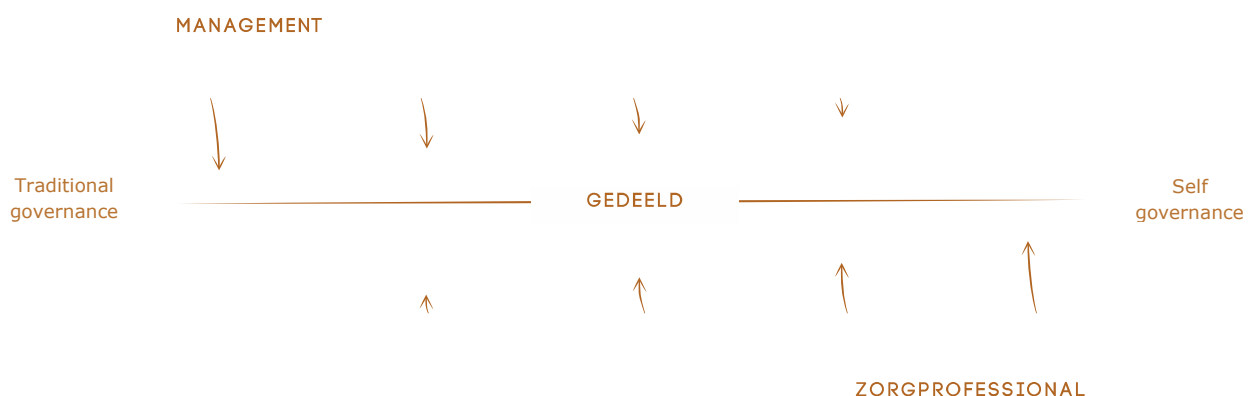 MANAGEMENT
Traditional
governance
GEDEELD
Self
governance
ZORGPROFESSIONAL